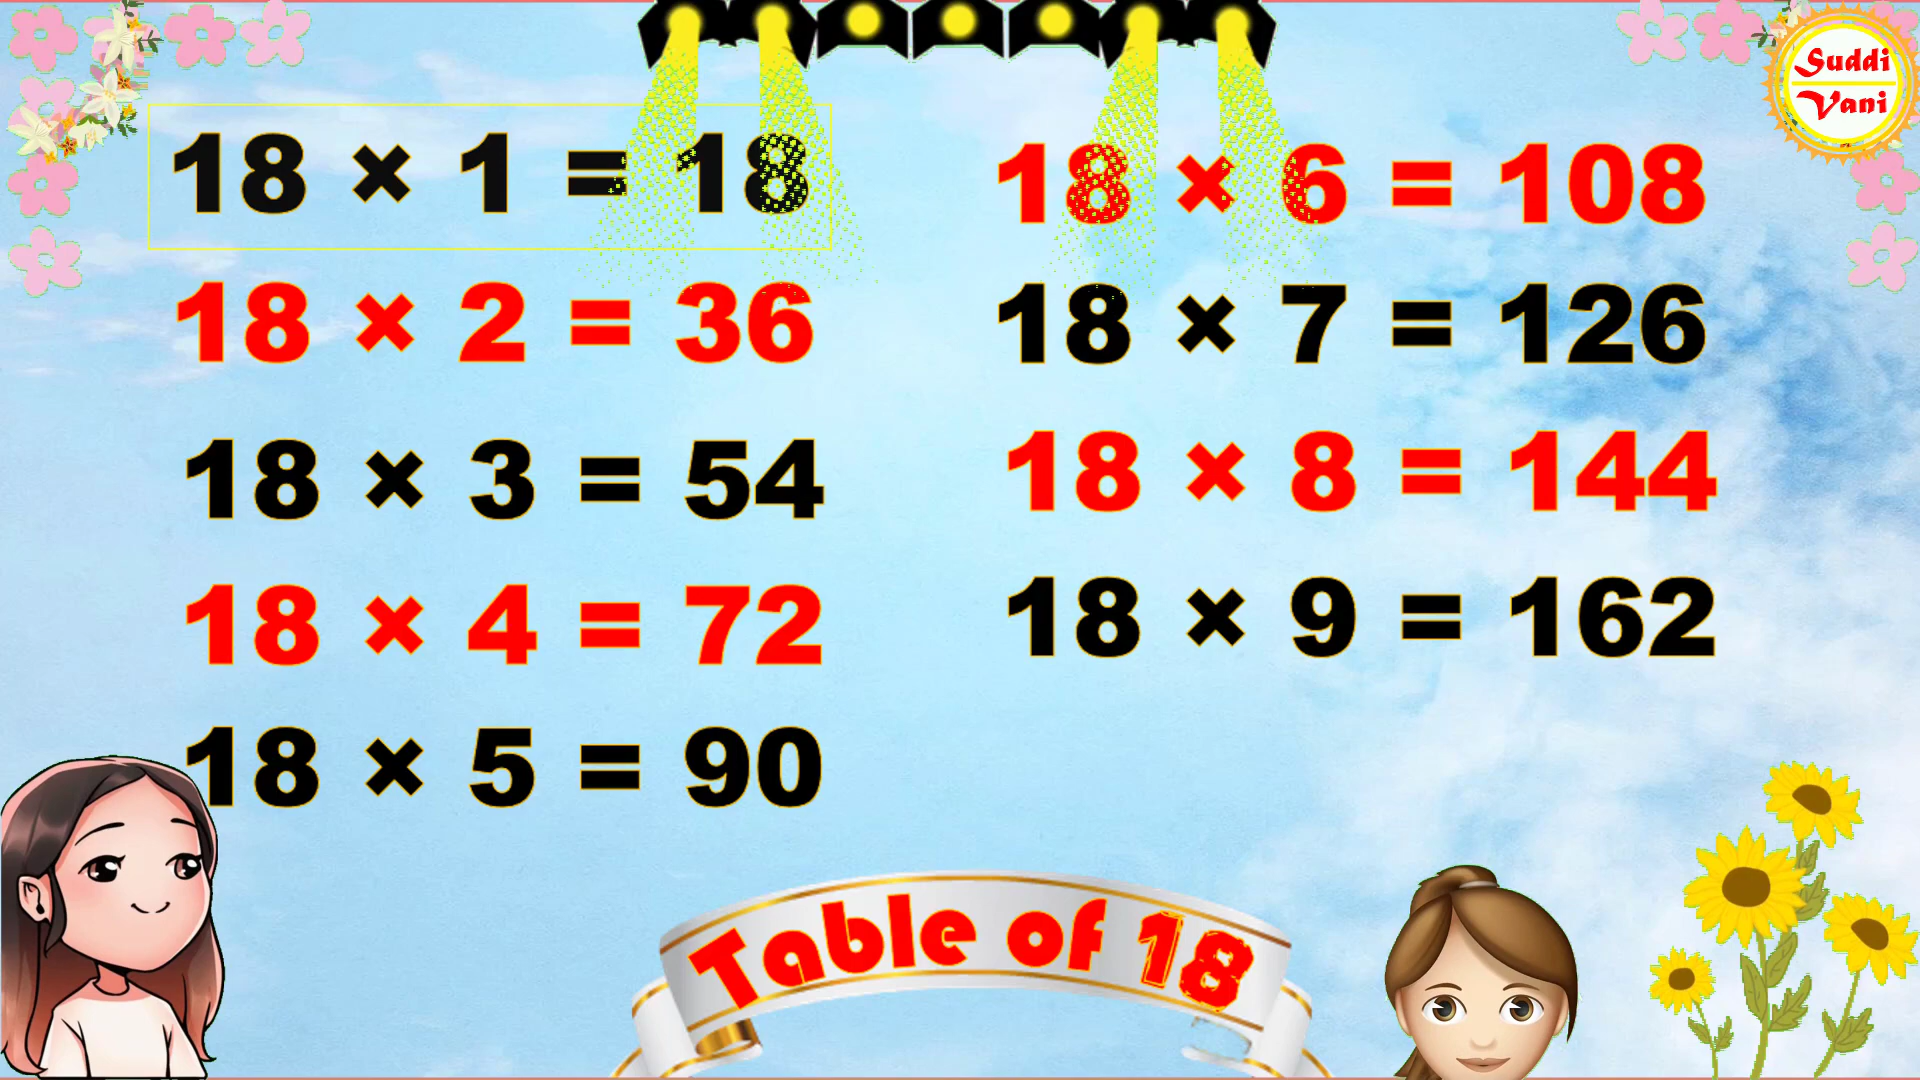 18 × 1 = 18
18 × 2 = 36
18 × 3 = 54
18 × 4 = 72
18 × 5 = 90
18 × 6 = 108
18 × 7 = 126
18 × 8 = 144
18 × 9 = 162
Suddi
Vani
Table of 18